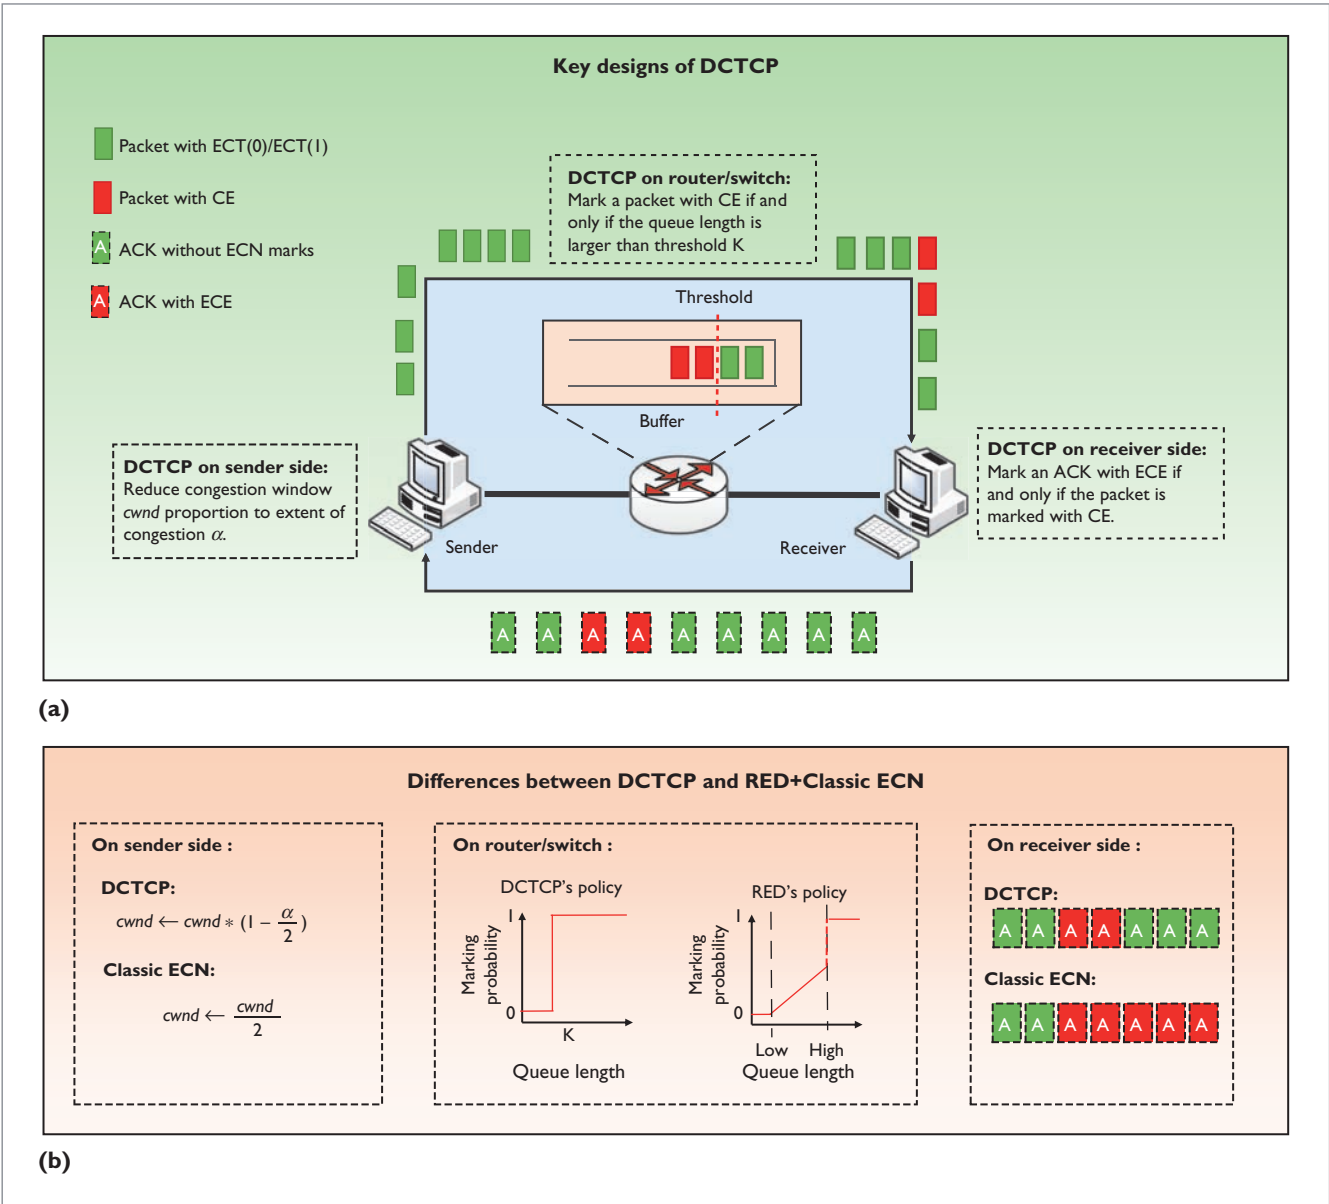 Key designs of DCTCP
Packet with ECT(0)/ECT(1)
Packet with CE
A
ACK without ECN marks
A
ACK with ECE
DCTCP on router/switch:
Mark a packet with CE if and
only if the queue length is
larger than threshold K
Threshold
Buffer
DCTCP on sender side:
Reduce congestion window
cwnd proportion to extent of
congestion α.
Sender
DCTCP on receiver side:
Mark an ACK with ECE if
and only if the packet is
marked with CE.
Receiver
A A A A A A A A A
(a)
Differences between DCTCP and RED+Classic ECN
On sender side :
DCTCP:
cwnd ← cwnd * (1 – α/2)
Classic ECN:
cwnd ← cwnd/2
On router/switch :
DCTCP's policy
1
Marking
probability
0
K
Queue length
RED's policy
1
Marking
probability
0
Low High
Queue length
On receiver side :
DCTCP:
A A A A A A A
Classic ECN:
A A A A A A A
(b)